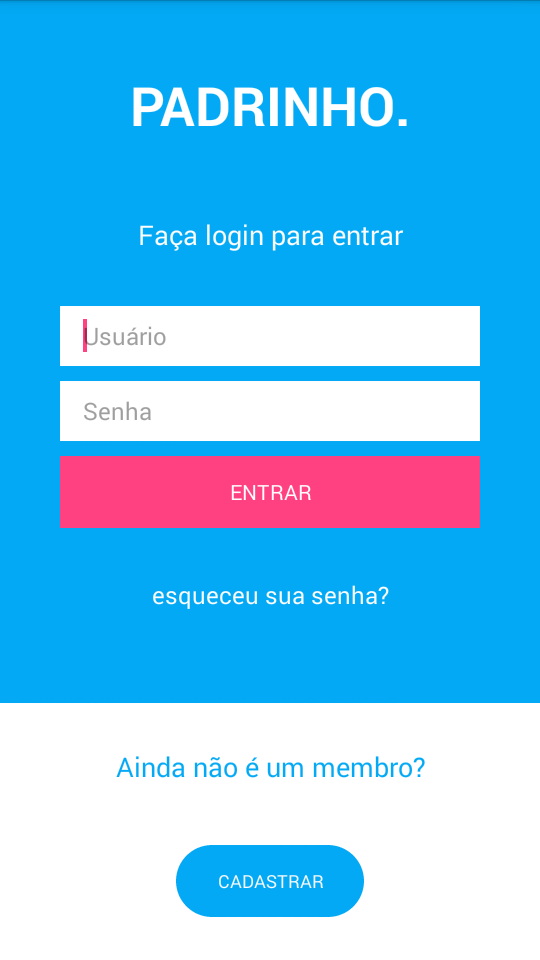 PADRINHO.
Faça login para entrar
Usuário
Senha
ENTRAR
esqueceu sua senha?
Ainda não é um membro?
CADASTRAR